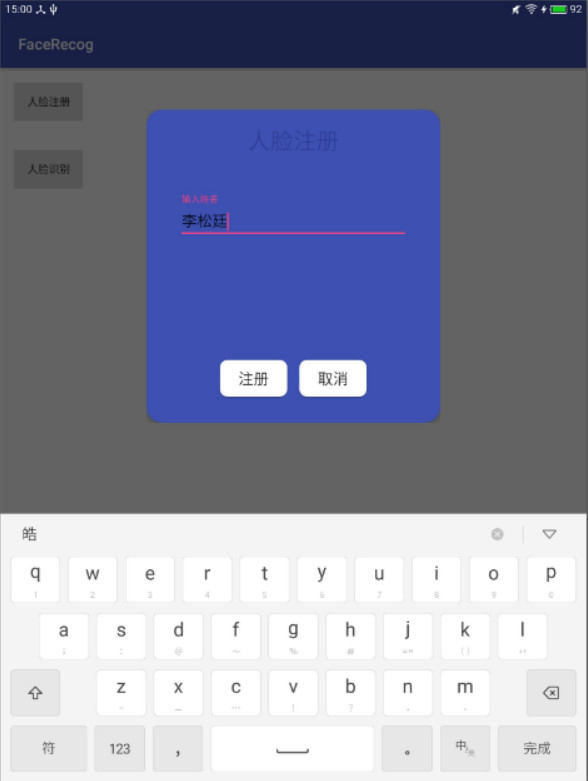 15:00
92
FaceRecog
人脸注册
人脸识别
人脸注册
输入姓名
李松廷
注册 取消
皓
q w e r t y u i o p
1 2 3 4 5 6 7 8 9 0
a s d f g h j k l
z x c v b n m
符 123 , 。 中 完成